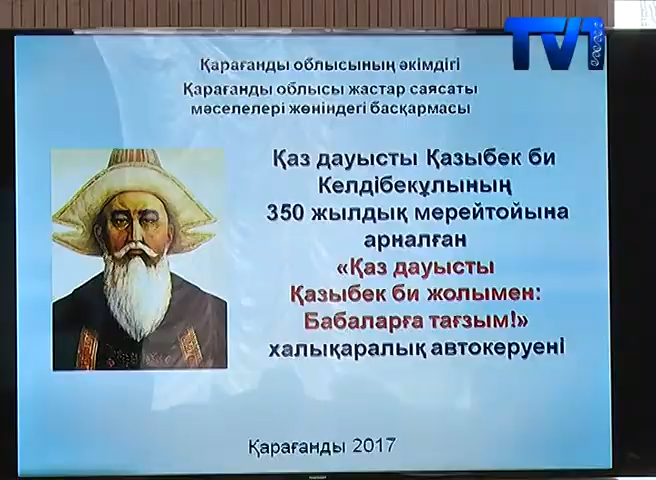 TV1
Қарағанды облысының әкімдігі
Қарағанды облысы жастар саясаты
мәселелері жөніндегі басқармасы
Қаз дауысты Қазыбек би
Келдібекұлының
350 жылдық мерейтойына
арналған
«Қаз дауысты
Қазыбек би жолымен:
Бабаларға тағзым!»
халықаралық автокеруені
Қарағанды 2017